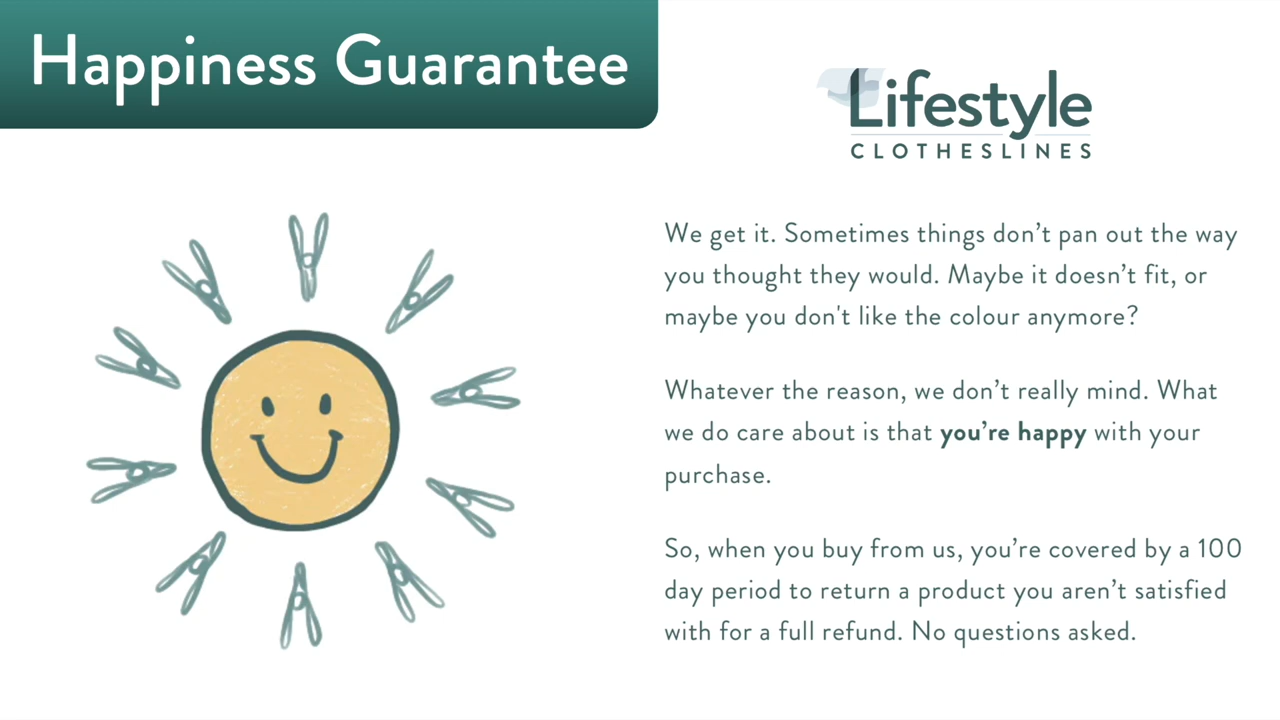 Happiness Guarantee
Lifestyle
CLOTHESLINES
We get it. Sometimes things don’t pan out the way
you thought they would. Maybe it doesn’t fit, or
maybe you don't like the colour anymore?
Whatever the reason, we don’t really mind. What
we do care about is that you’re happy with your
purchase.
So, when you buy from us, you’re covered by a 100
day period to return a product you aren’t satisfied
with for a full refund. No questions asked.